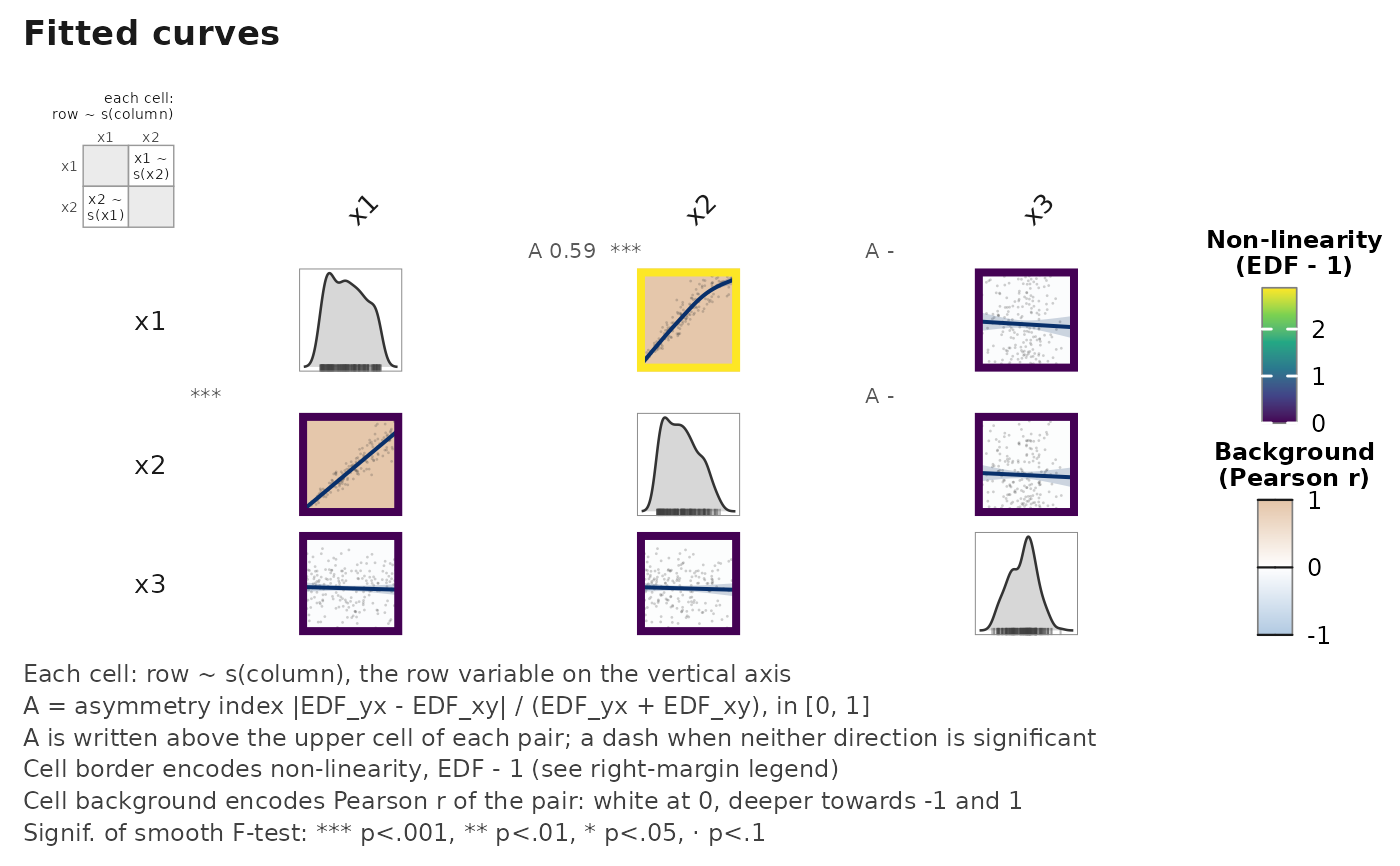 Fitted curves
each cell:
row ~ s(column)
x1 x2
x1
x1 ~
s(x2)
x2
x2 ~
s(x1)
x1 x2 x3
A 0.59 ***
A -
x1
***
A -
x2
x3
Non-linearity
(EDF - 1)
2
1
0
Background
(Pearson r)
1
0
-1
Each cell: row ~ s(column), the row variable on the vertical axis
A = asymmetry index |EDF_yx - EDF_xy| / (EDF_yx + EDF_xy), in [0, 1]
A is written above the upper cell of each pair; a dash when neither direction is significant
Cell border encodes non-linearity, EDF - 1 (see right-margin legend)
Cell background encodes Pearson r of the pair: white at 0, deeper towards -1 and 1
Signif. of smooth F-test: *** p<.001, ** p<.01, * p<.05, · p<.1